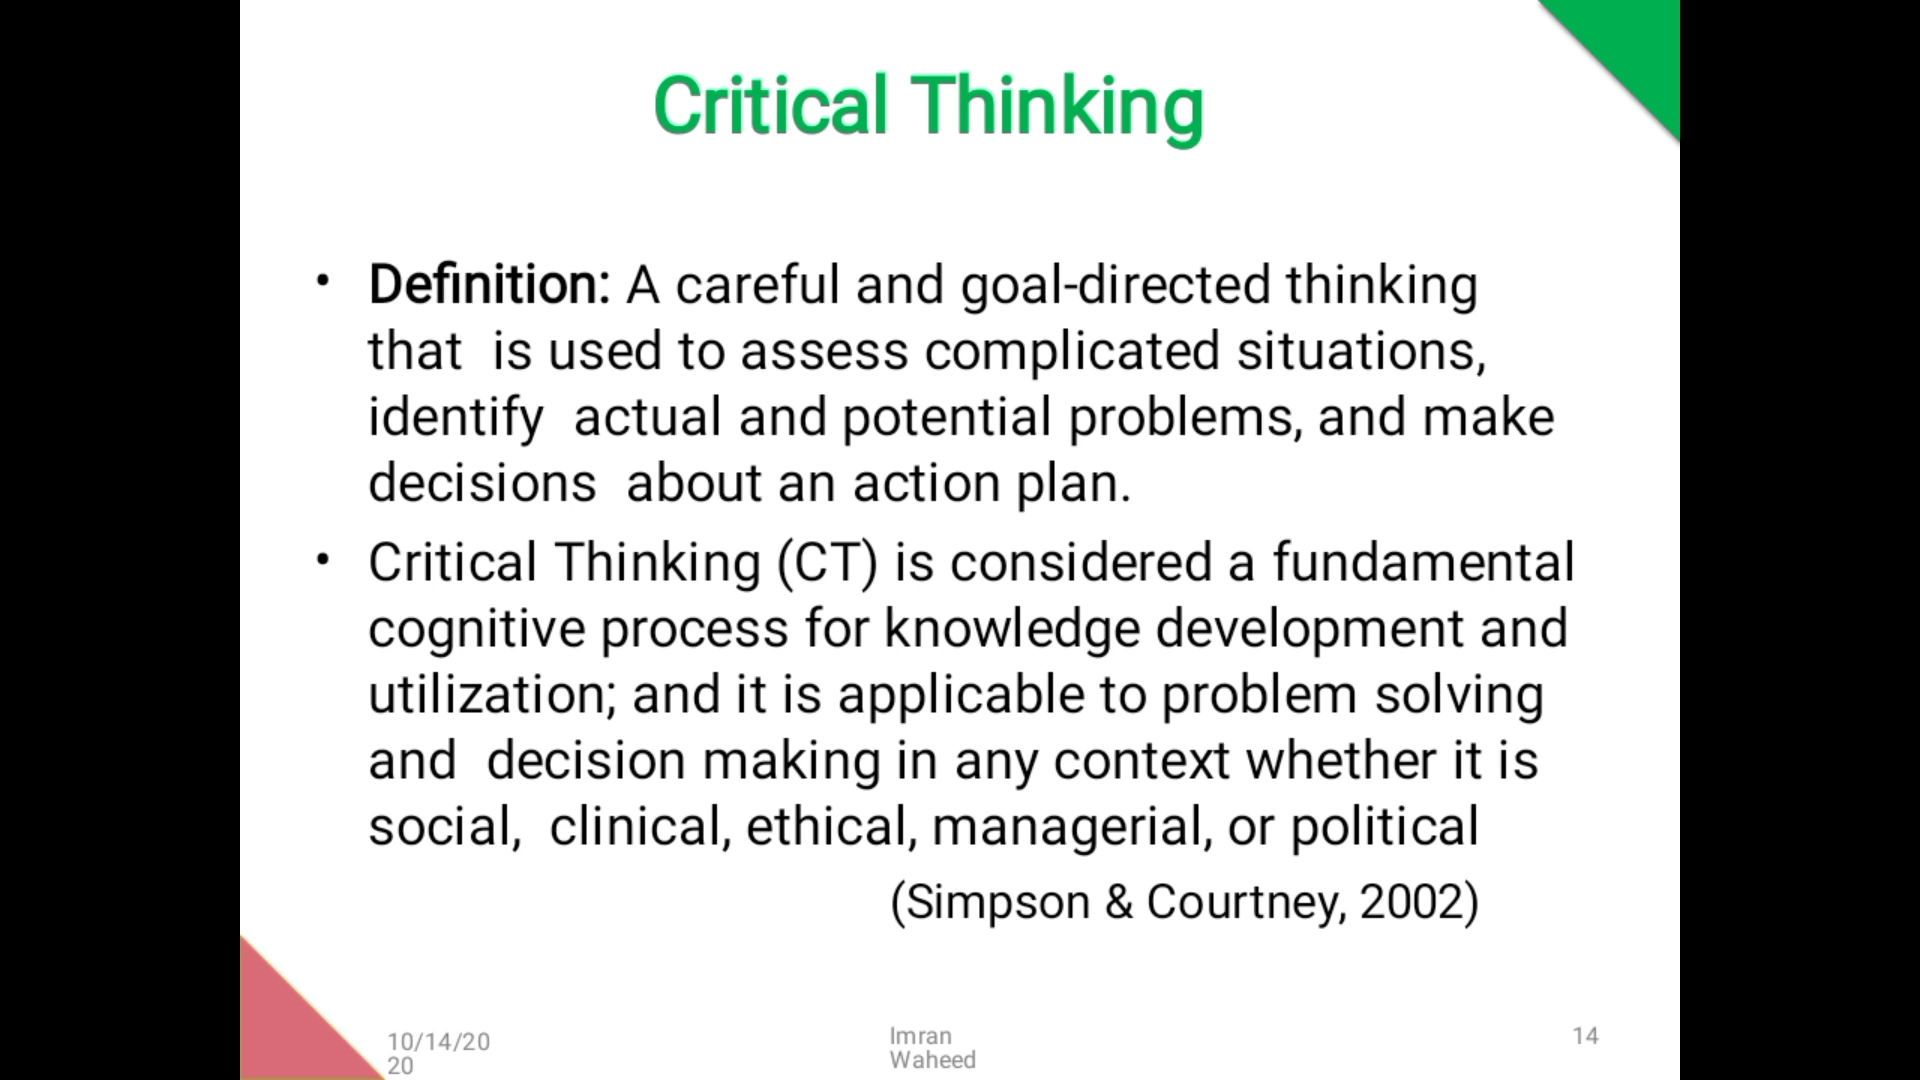 Critical Thinking
• Definition: A careful and goal-directed thinking
that  is used to assess complicated situations,
identify  actual and potential problems, and make
decisions  about an action plan.
• Critical Thinking (CT) is considered a fundamental
cognitive process for knowledge development and
utilization; and it is applicable to problem solving
and  decision making in any context whether it is
social,  clinical, ethical, managerial, or political
(Simpson & Courtney, 2002)
10/14/20
20
Imran
Waheed
14